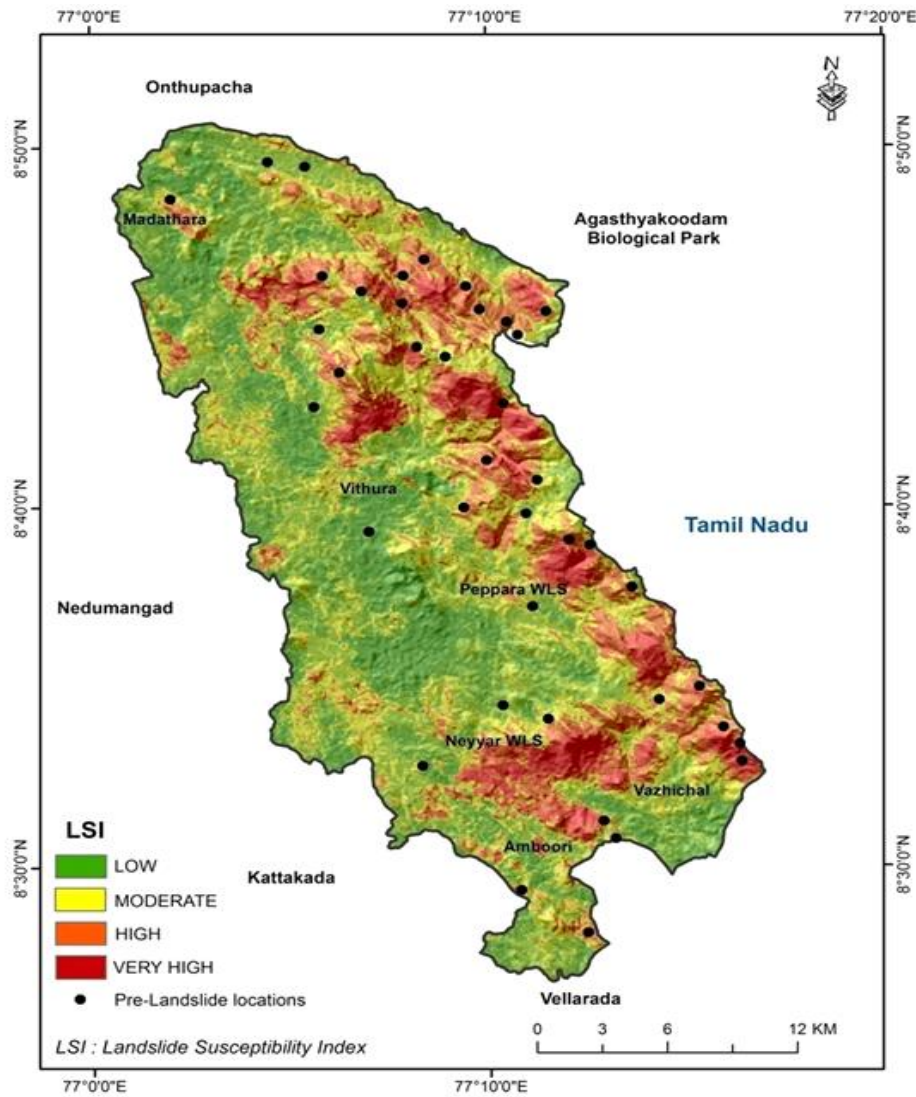 77°0'0"E
77°10'0"E
77°20'0"E
N
Onthupacha
8°50'0"N
8°50'0"N
Madathara
Agasthyakoodam
Biological Park
Vithura
8°40'0"N
8°40'0"N
Tamil Nadu
Peppara WLS
Nedumangad
Neyyar WLS
Vazhichal
LSI
Amboori
LOW
Kattakada
8°30'0"N
8°30'0"N
MODERATE
HIGH
VERY HIGH
Pre-Landslide locations
Vellarada
0 3 6 12 KM
LSI : Landslide Susceptibility Index
77°0'0"E
77°10'0"E